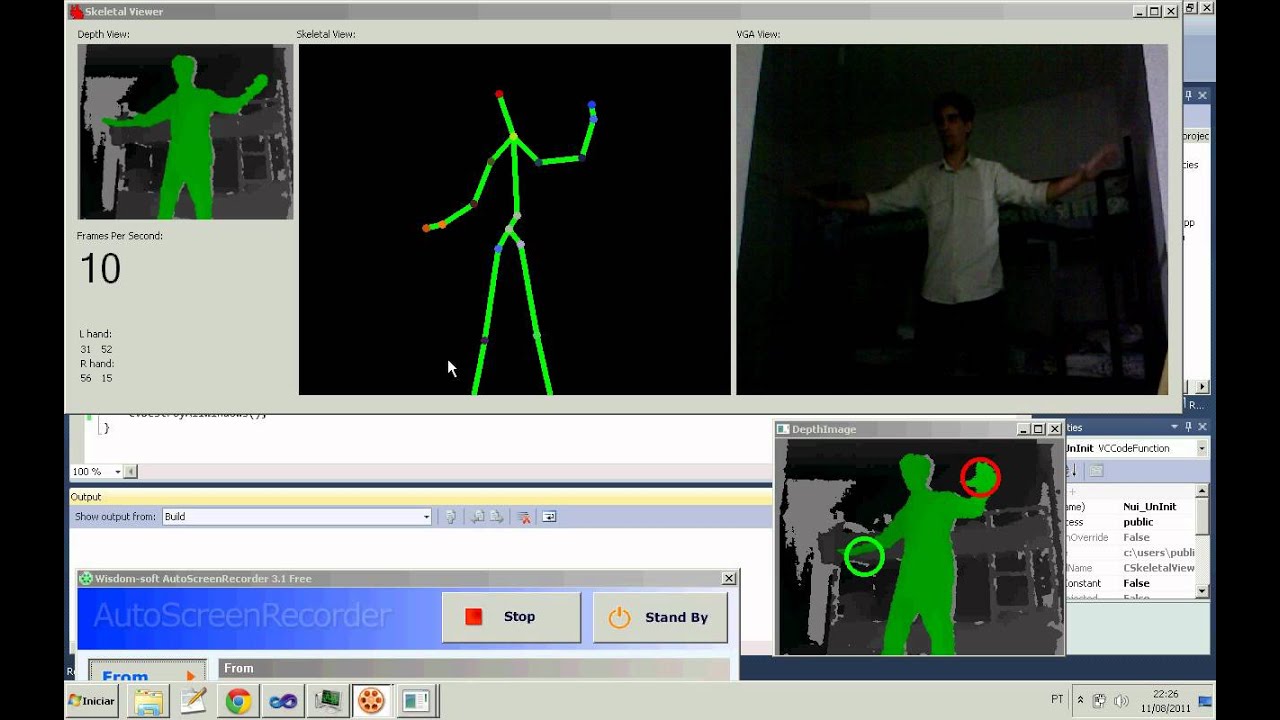 Skeletal Viewer
Depth View:
Skeletal View:
VGA View:
Frames Per Second:
10
L hand:
31 52
R hand:
56 15
projec
cies
pp
R...
}
100 %
Output
Show output from: Build
Wisdom-soft AutoScreenRecorder 3.1 Free
AutoScreenRecorder
Stop
Stand By
From
From
DepthImage
ties
UnInit VCCodeFunction
ame) Nui_UnInit
cess public
nOverride False
c:\users\publi
lName CSkeletalView
Constant False
False
Iniciar
PT
22:26
11/08/2011